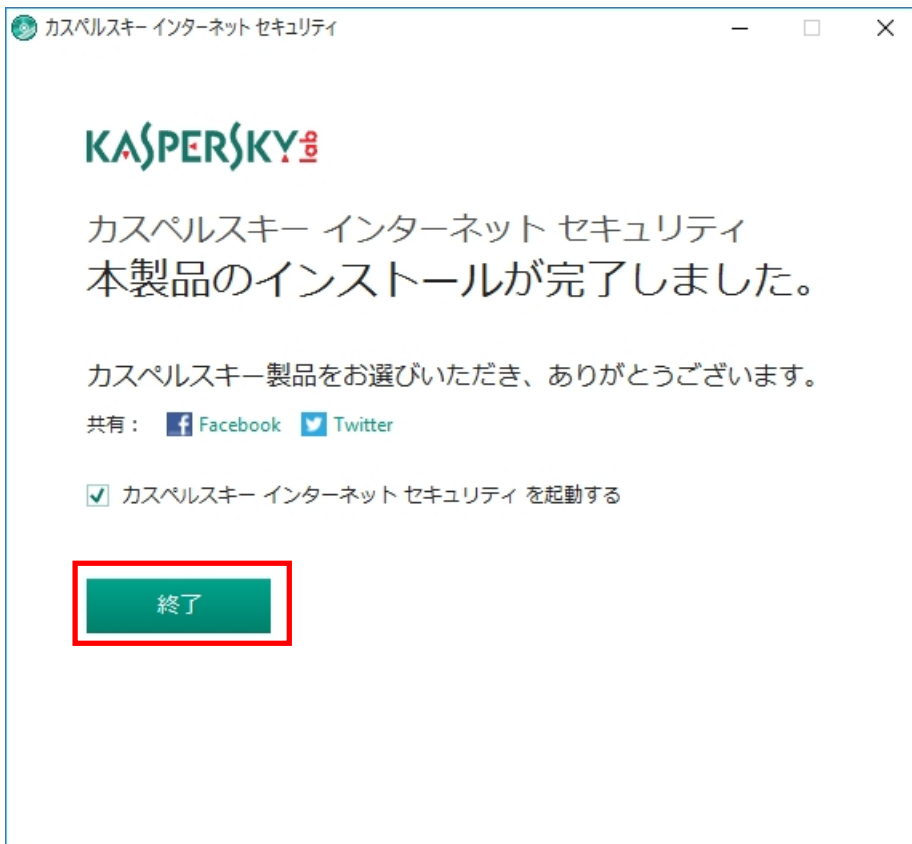 カスペルスキー インターネット セキュリティ
KASPERSKY lab
カスペルスキー インターネット セキュリティ
本製品のインストールが完了しました。
カスペルスキー製品をお選びいただき、ありがとうございます。
共有： Facebook Twitter
カスペルスキー インターネット セキュリティ を起動する
終了